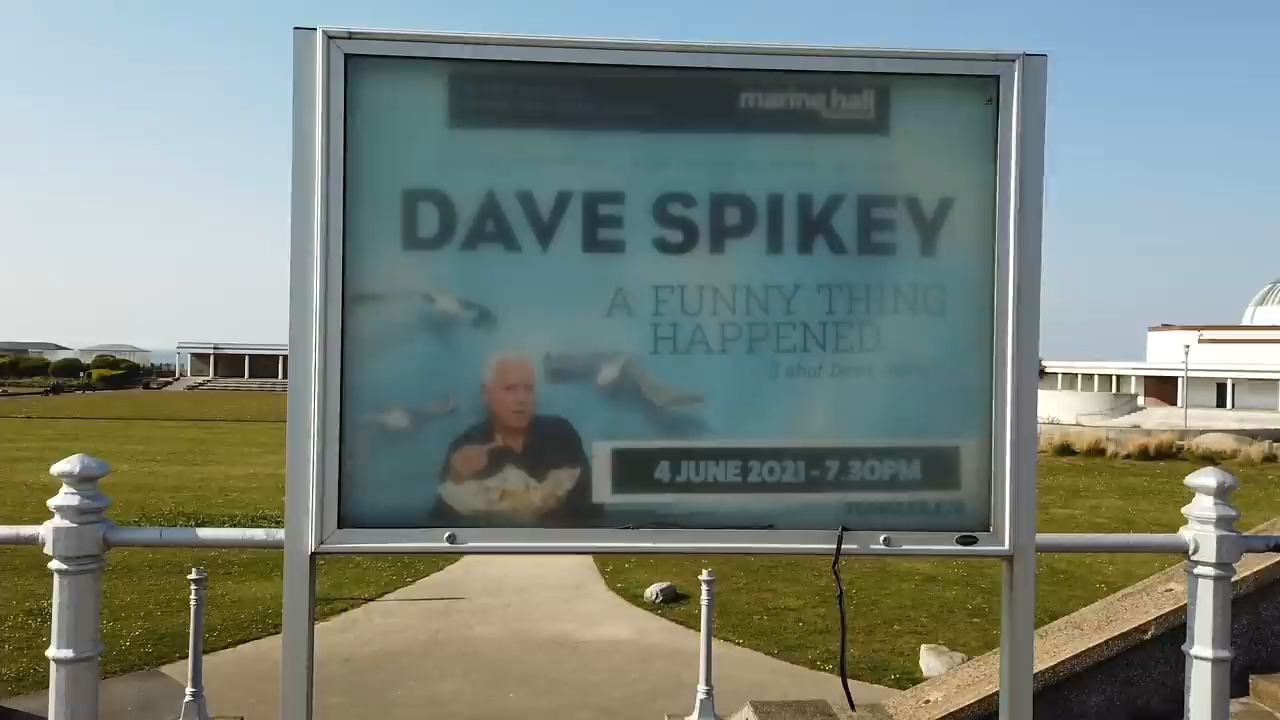 marine hall
DAVE SPIKEY
A FUNNY THING
HAPPENED
4 JUNE 2021 - 7.30PM